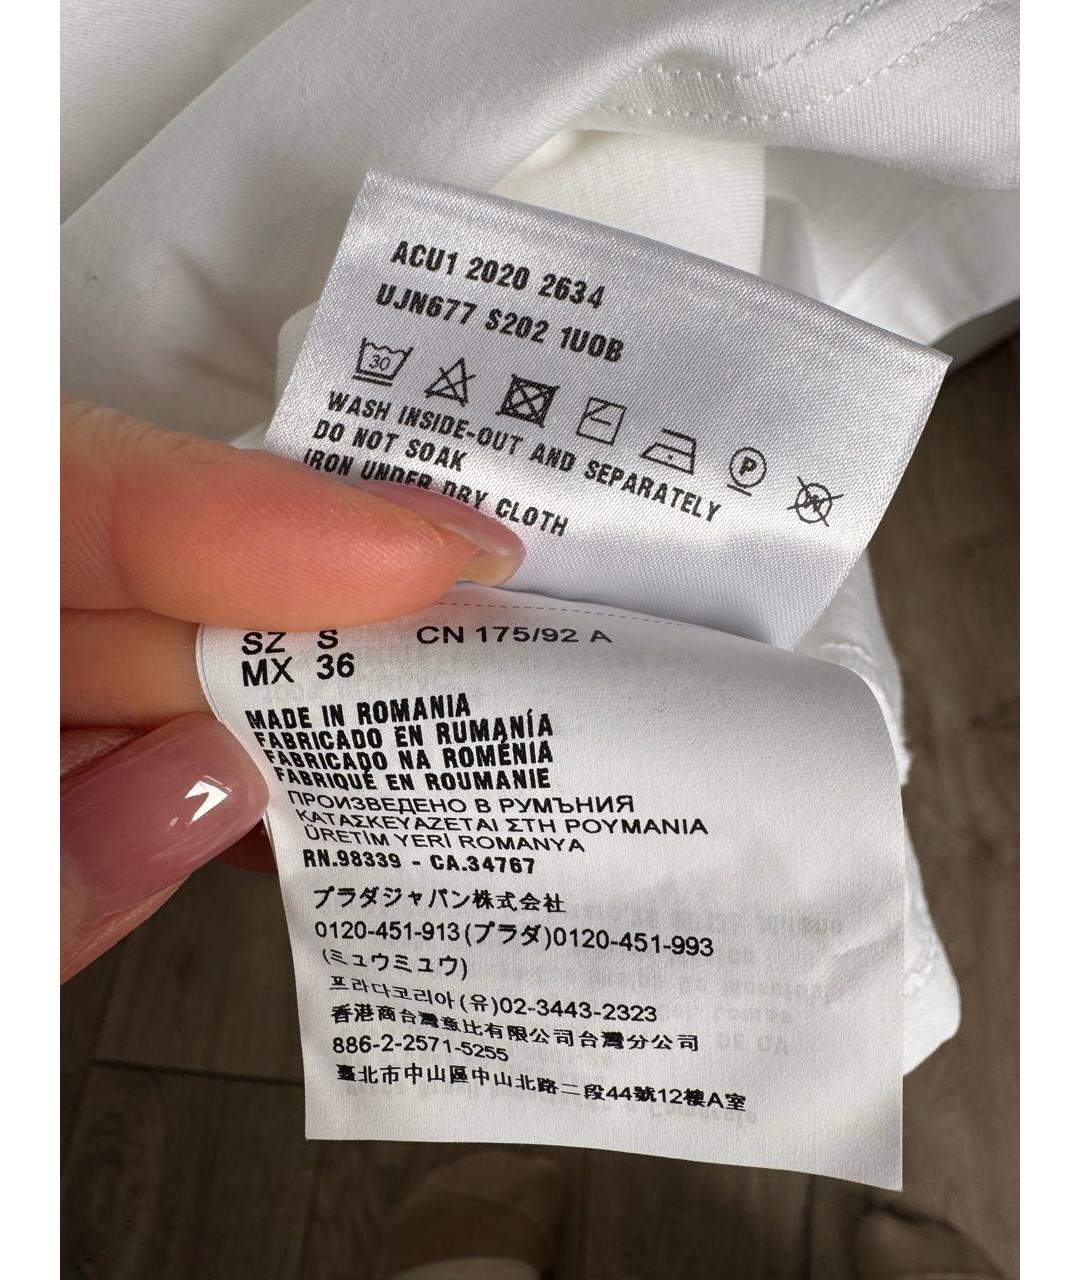 ACU1 2020 2634
UJN677 S202 1U0B
30
P
W
WASH INSIDE-OUT AND SEPARATELY
DO NOT SOAK
IRON UNDER DRY CLOTH
SZ S CN 175/92 A
MX 36
MADE IN ROMANIA
FABRICADO EN RUMANÍA
FABRICADO NA ROMÉNIA
FABRIQUÉ EN ROUMANIE
ПРОИЗВЕДЕНО В РУМЪНИЯ
ΚΑΤΑΣΚΕΥΑΖΕΤΑΙ ΣΤΗ ΡΟΥΜΑΝΙΑ
ÜRETİM YERİ ROMANYA
RN.98339 - CA.34767
プラダジャパン株式会社
0120-451-913(プラダ)0120-451-993
(ミュウミュウ)
프라다코리아(유)02-3443-2323
香港商台灣意比有限公司台灣分公司
886-2-2571-5255
臺北市中山區中山北路二段44號12樓A室